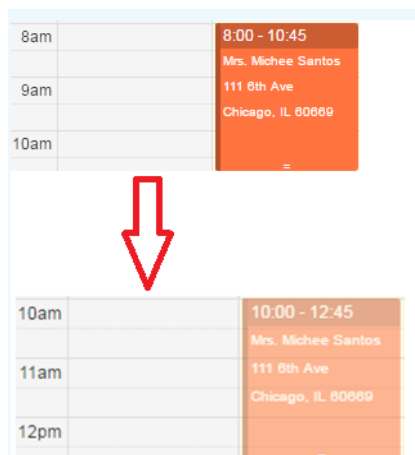 8am
8:00 - 10:45
Mrs. Michee Santos
9am
111 6th Ave
Chicago, IL 60669
10am
=
10am
10:00 - 12:45
Mrs. Michee Santos
11am
111 6th Ave
Chicago, IL 60669
12pm